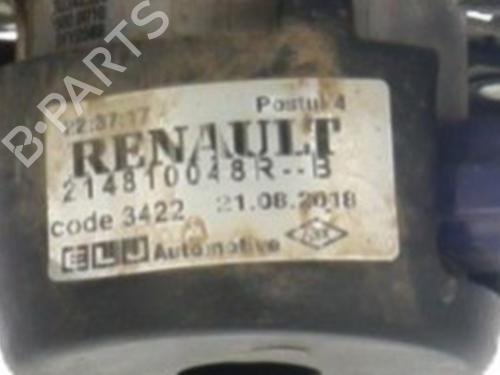 22:37:17 Postul 4
RENAULT
214810048R--B
code 3422 21.08.2018
ELJ Automotive
B-PARTS